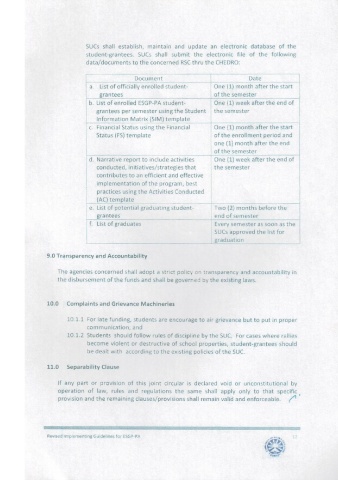 SUCs shall establish, maintain and update an electronic database of the
student-grantees. SUCs shall submit the electronic file of the following
data/documents to the concerned RSC thru the CHEDRO:
Document
Date
a. List of officially enrolled student-
grantees
One (1) month after the start
of the semester
b. List of enrolled ESGP-PA student-
grantees per semester using the Student
Information Matrix (SIM) template
One (1) week after the end of
the semester
c. Financial Status using the Financial
Status (FS) template
One (1) month after the start
of the enrollment period and
one (1) month after the end
of the semester
d. Narrative report to include activities
conducted, initiatives/strategies that
contributes to an efficient and effective
implementation of the program, best
practices using the Activities Conducted
(AC) template
One (1) week after the end of
the semester
e. List of potential graduating student-
grantees
Two (2) months before the
end of semester
f. List of graduates
Every semester as soon as the
SUCs approved the list for
graduation
9.0 Transparency and Accountability
The agencies concerned shall adopt a strict policy on transparency and accountability in
the disbursement of the funds and shall be governed by the existing laws.
10.0 Complaints and Grievance Machineries
10.1.1 For late funding, students are encourage to air grievance but to put in proper
communication; and
10.1.2 Students should follow rules of discipline by the SUC. For cases where rallies
become violent or destructive of school properties, student-grantees should
be dealt with according to the existing policies of the SUC.
11.0 Separability Clause
If any part or provision of this joint circular is declared void or unconstitutional by
operation of law, rules and regulations the same shall apply only to that specific
provision and the remaining clauses/provisions shall remain valid and enforceable.
Revised Implementing Guidelines for ESGP-PA